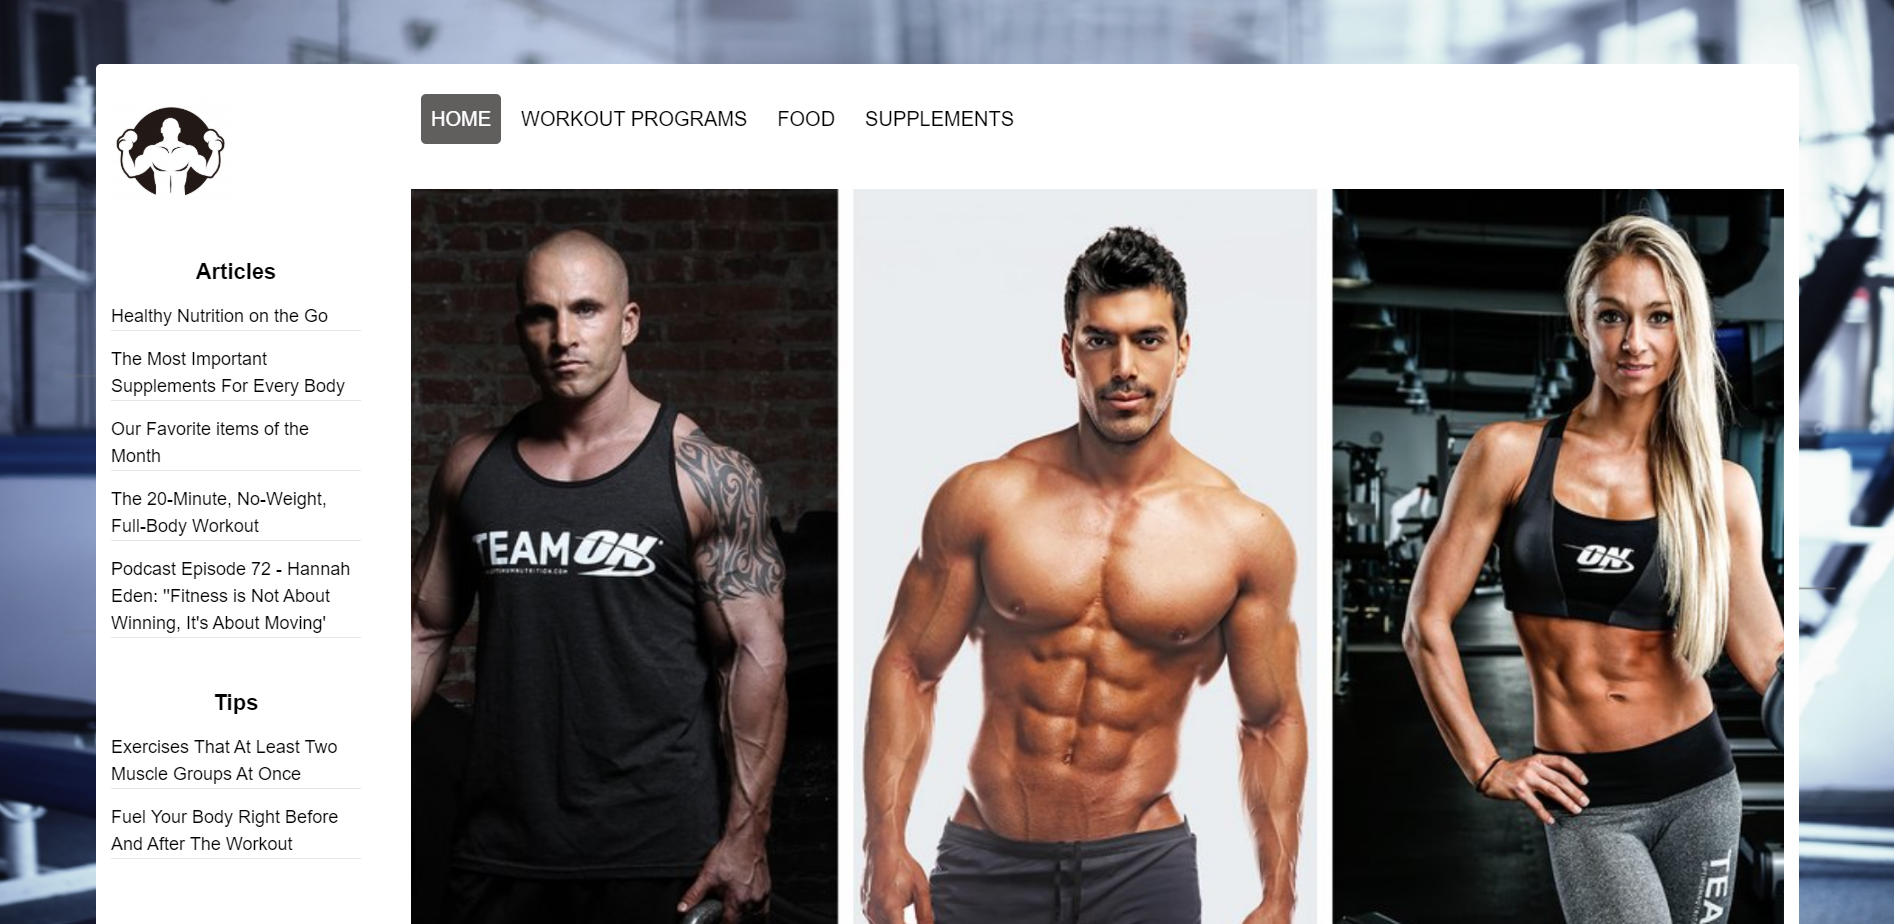 HOME WORKOUT PROGRAMS FOOD SUPPLEMENTS
Articles
Healthy Nutrition on the Go
The Most Important
Supplements For Every Body
Our Favorite items of the
Month
The 20-Minute, No-Weight,
Full-Body Workout
Podcast Episode 72 - Hannah
Eden: "Fitness is Not About
Winning, It's About Moving'
Tips
Exercises That At Least Two
Muscle Groups At Once
Fuel Your Body Right Before
And After The Workout
TEAM ON
ON
TEA